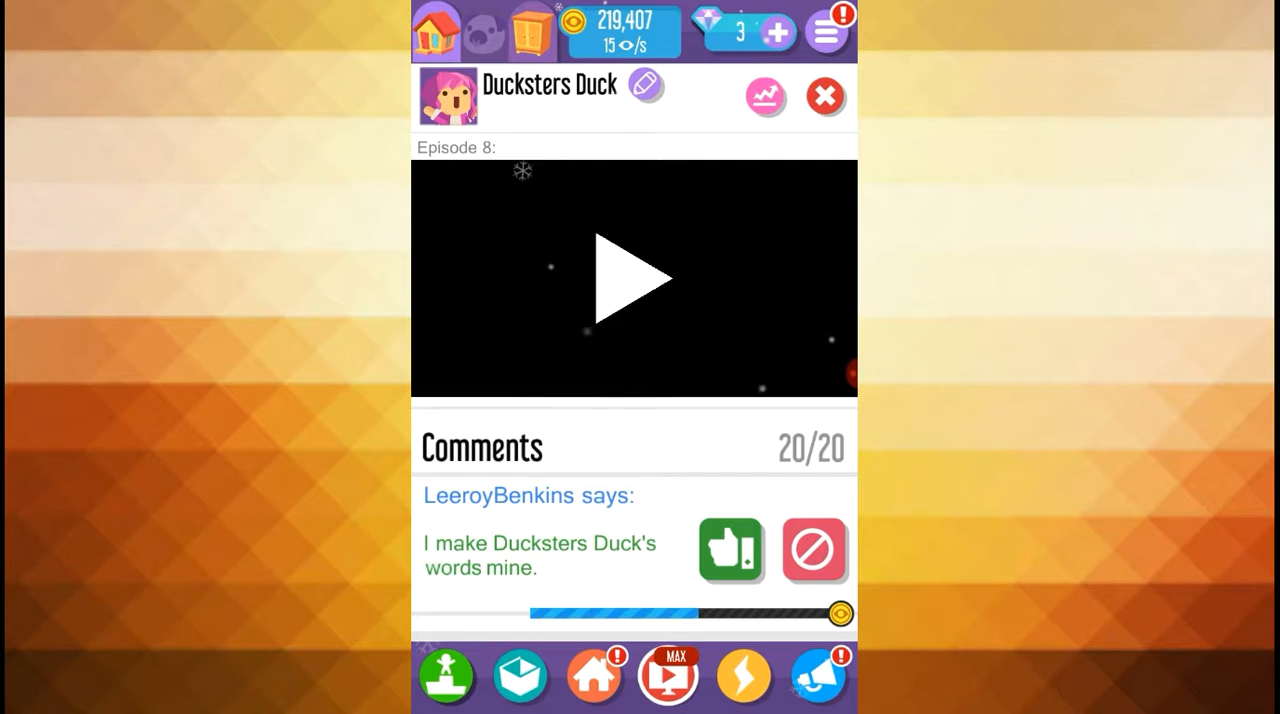 219,407
15 /s
3
!
Ducksters Duck
Episode 8:
Comments
20/20
LeeroyBenkins says:
I make Ducksters Duck's
words mine.
!
MAX
!